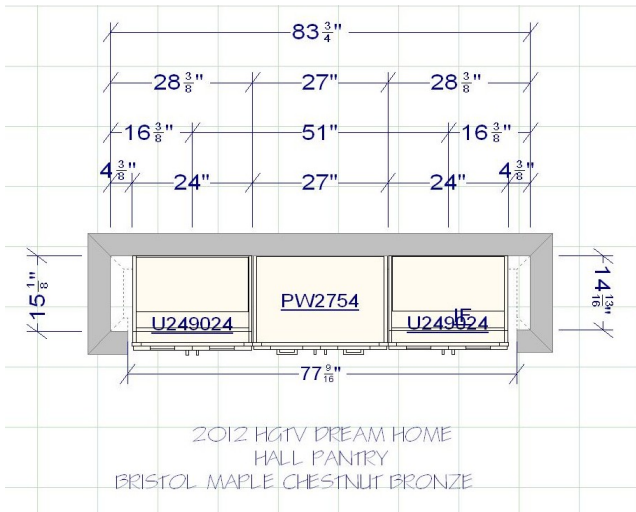 83 3/4"
28 3/8" 27" 28 3/8"
16 3/8" 51" 16 3/8"
4 3/8" 24" 27" 24" 4 3/8"
15 1/8" 14 13/16"
PW2754
IF
U249024 U249024
77 9/16"
2012 HGTV DREAM HOME
HALL PANTRY
BRISTOL MAPLE CHESTNUT BRONZE